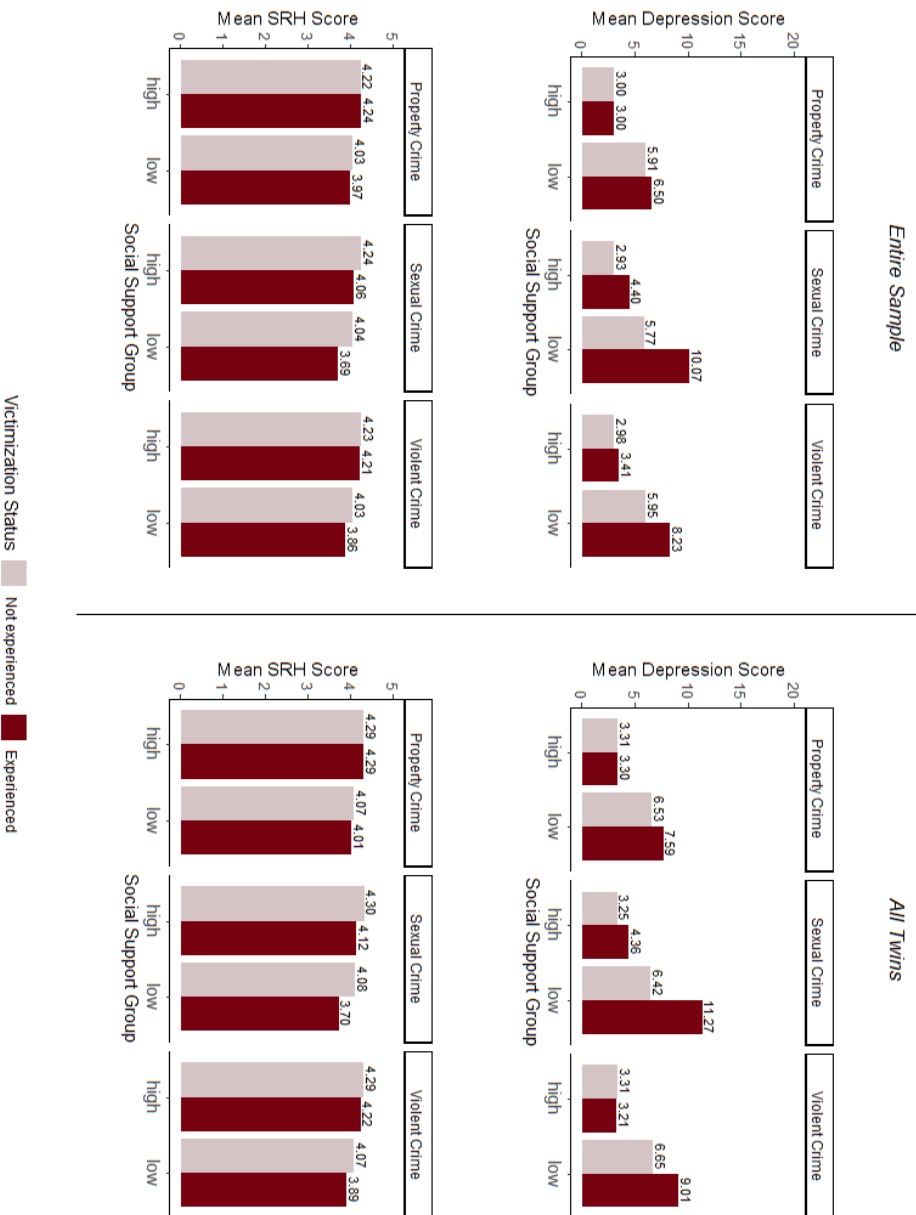 Entire Sample
All Twins
Property Crime
Sexual Crime
Violent Crime
Property Crime
Sexual Crime
Violent Crime
Mean Depression Score
20
15
10
5
0
3.00 3.00 5.91 6.50
2.93 4.40 5.77 10.07
2.98 3.41 5.95 8.23
high low
high low
high low
Social Support Group
Mean Depression Score
20
15
10
5
0
3.31 3.30 6.53 7.59
3.25 4.36 6.42 11.27
3.31 3.21 6.65 9.01
high low
high low
high low
Social Support Group
Property Crime
Sexual Crime
Violent Crime
Property Crime
Sexual Crime
Violent Crime
Mean SRH Score
5
4
3
2
1
0
4.22 4.24 4.03 3.97
4.24 4.06 4.04 3.69
4.23 4.21 4.03 3.86
high low
high low
high low
Social Support Group
Mean SRH Score
5
4
3
2
1
0
4.29 4.29 4.07 4.01
4.30 4.12 4.08 3.70
4.29 4.22 4.07 3.89
high low
high low
high low
Social Support Group
Victimization Status Not experienced Experienced